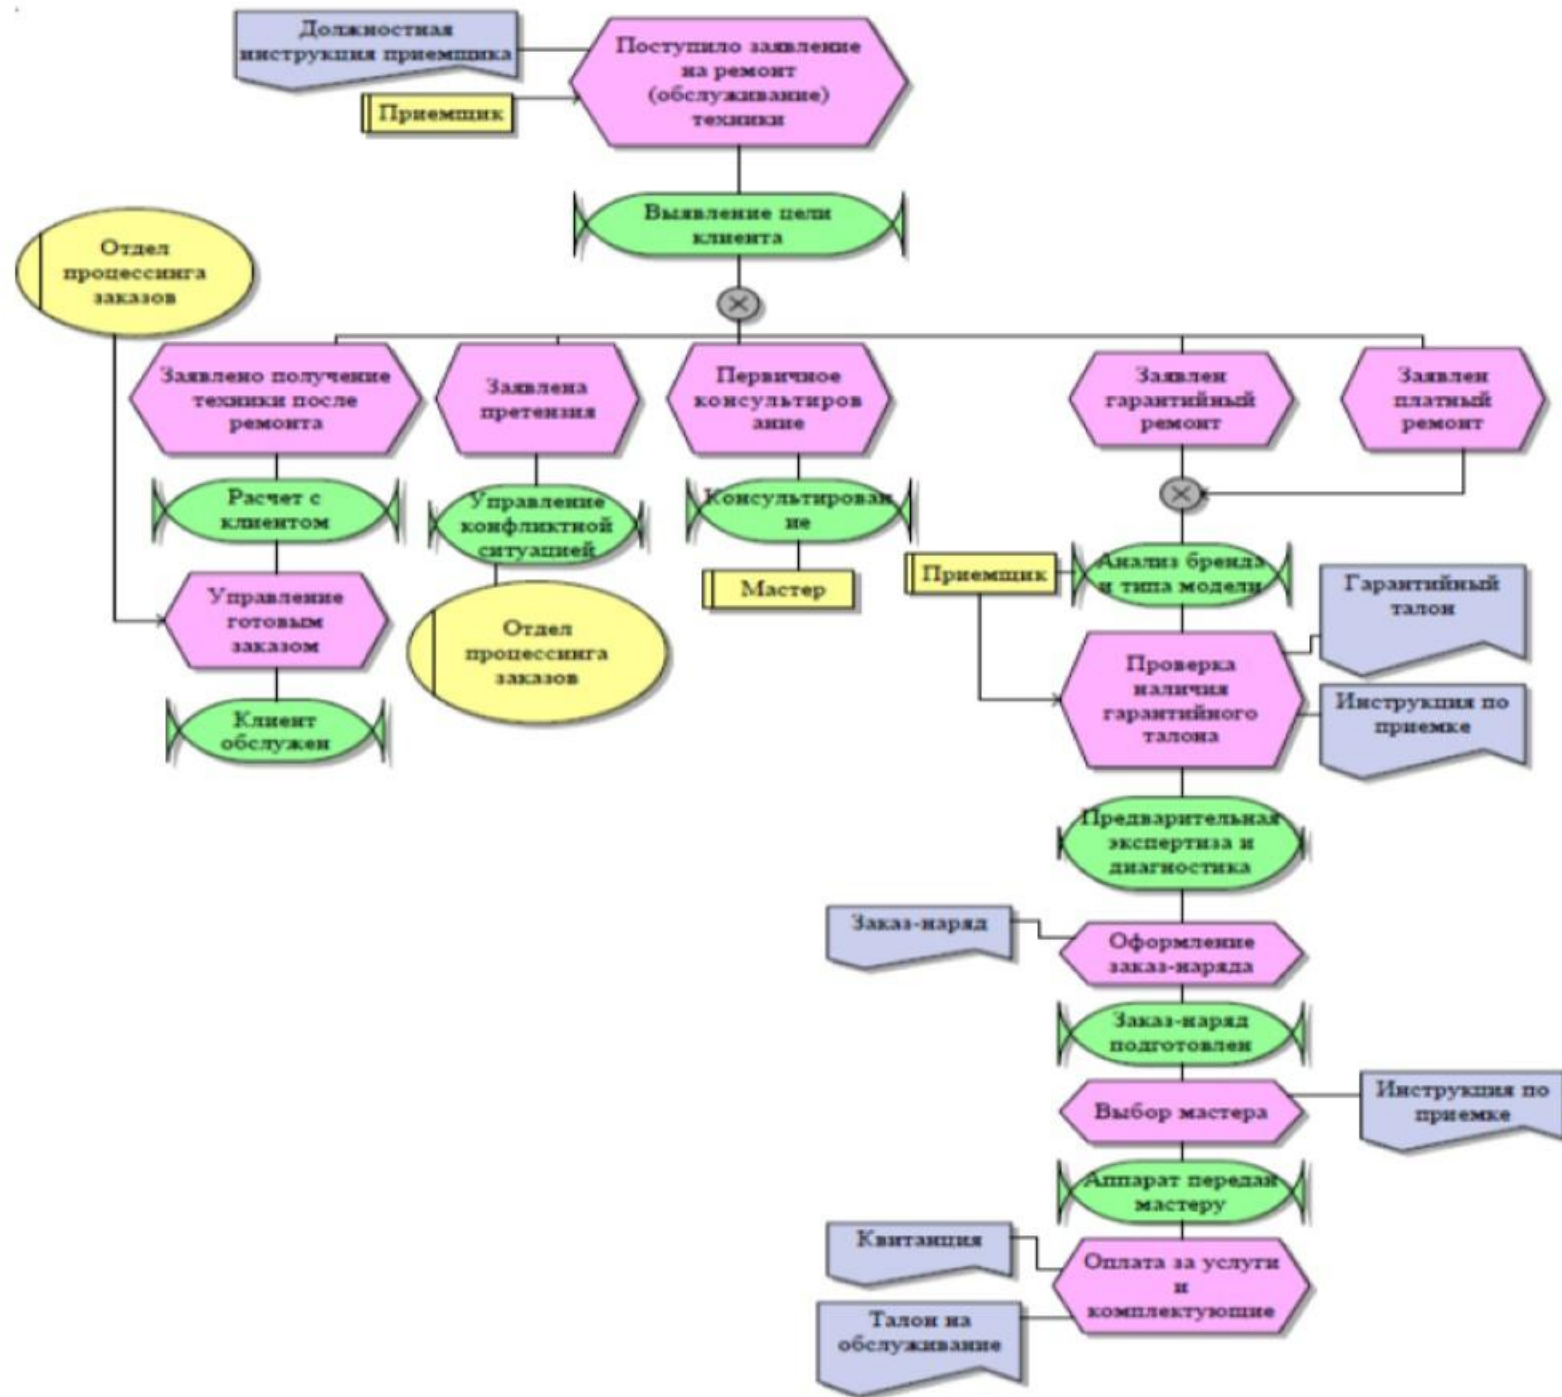 Должностная
инструкция приемщика
Поступило заявление
на ремонт
(обслуживание)
техники
Приемщик
Выявление цели
клиента
Отдел
процессинга
заказов
Заявлено получение
техники после
ремонта
Заявлена
претензия
Первичное
консультиров
ание
Заявлен
гарантийный
ремонт
Заявлен
платный
ремонт
Расчет с
клиентом
Управление
конфликтной
ситуацией
Консультирован
ие
Приемщик
Анализ бренда
и типа модели
Гарантийный
талон
Управление
готовым
заказом
Отдел
процессинга
заказов
Мастер
Проверка
наличия
гарантийного
талона
Инструкция по
приемке
Клиент
обслужен
Предварительная
экспертиза и
диагностика
Заказ-наряд
Оформление
заказ-наряда
Заказ-наряд
подготовлен
Выбор мастера
Инструкция по
приемке
Аппарат передан
мастеру
Квитанция
Оплата за услуги
и
комплектующие
Талон на
обслуживание